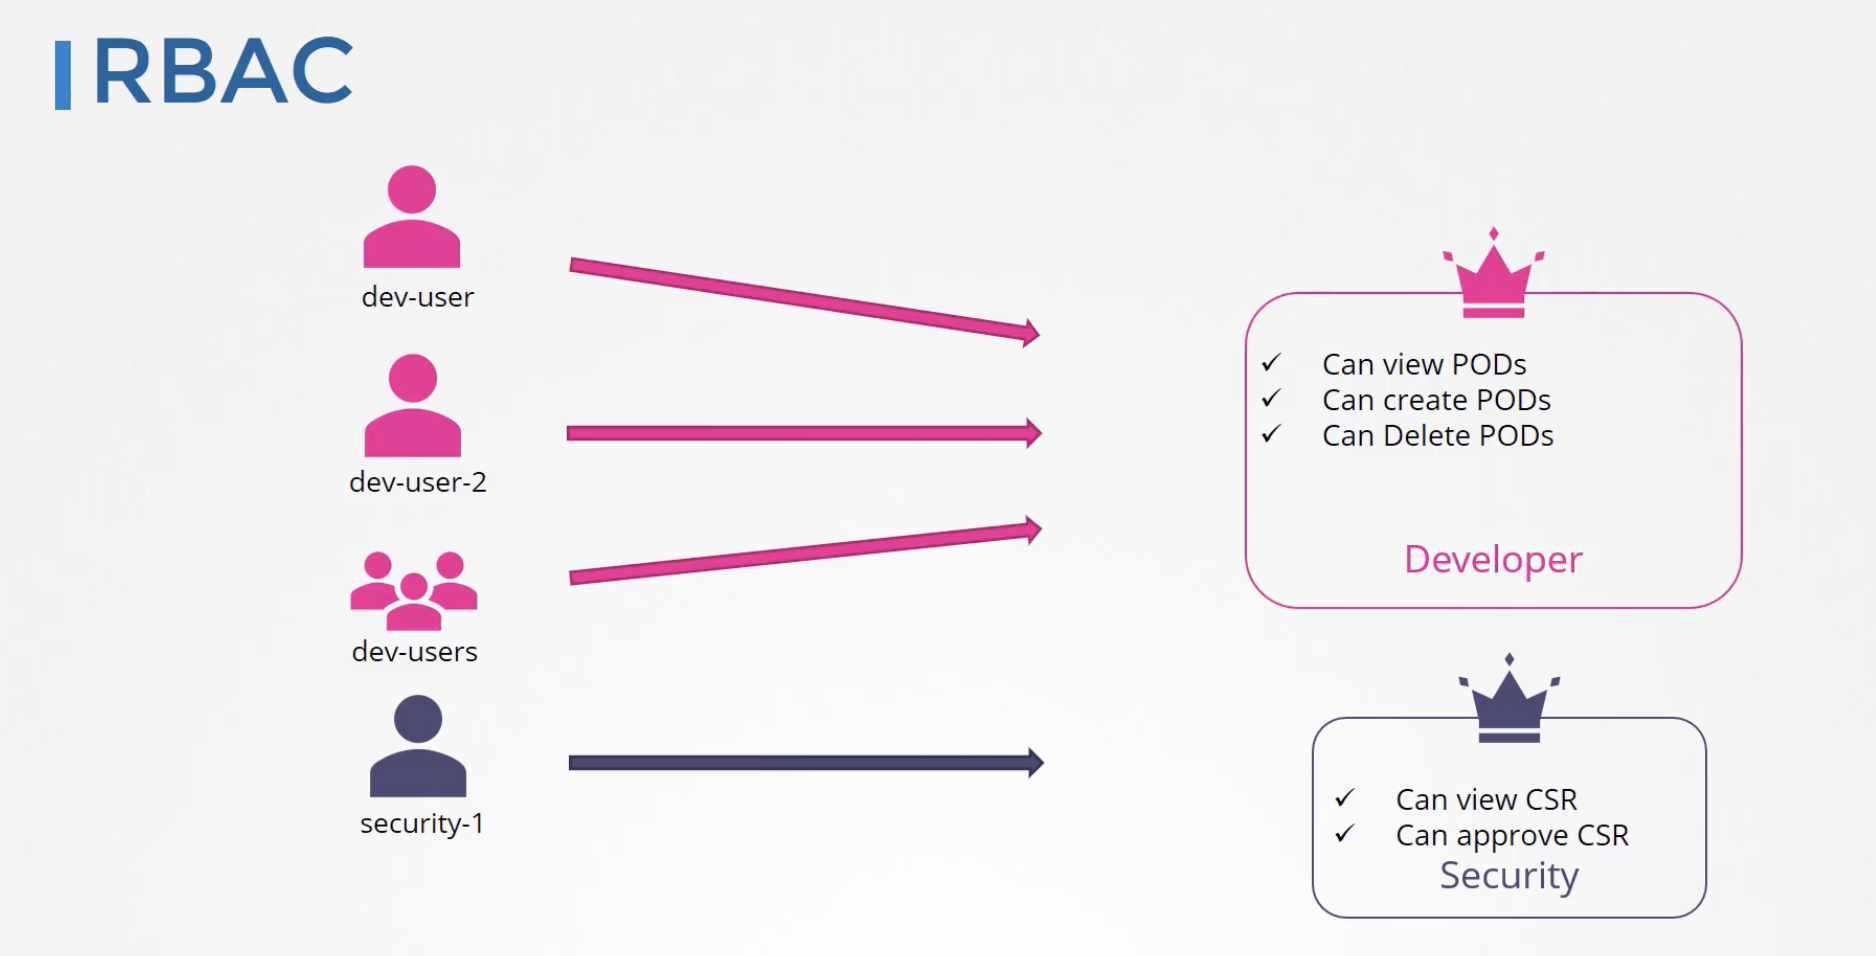 RBAC
dev-user
dev-user-2
dev-users
security-1
✓ Can view PODs
✓ Can create PODs
✓ Can Delete PODs
Developer
✓ Can view CSR
✓ Can approve CSR
Security